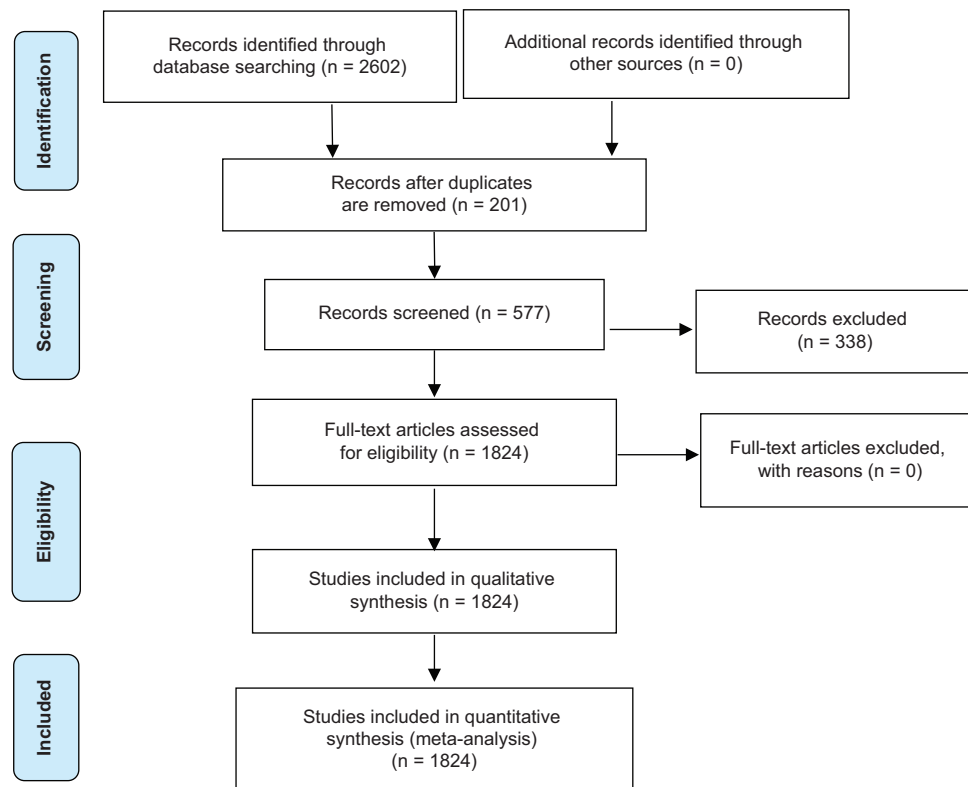 Identification
Records identified through
database searching (n = 2602)
Additional records identified through
other sources (n = 0)
Records after duplicates
are removed (n = 201)
Screening
Records screened (n = 577)
Records excluded
(n = 338)
Eligibility
Full-text articles assessed
for eligibility (n = 1824)
Full-text articles excluded,
with reasons (n = 0)
Studies included in qualitative
synthesis (n = 1824)
Included
Studies included in quantitative
synthesis (meta-analysis)
(n = 1824)